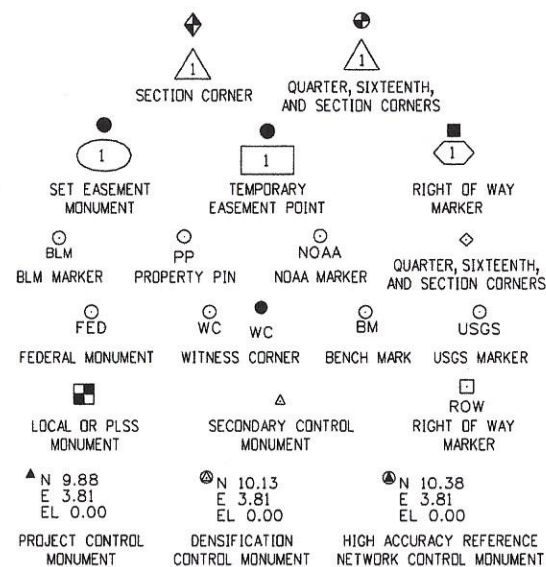 1
1
SECTION CORNER
QUARTER, SIXTEENTH,
AND SECTION CORNERS
1
1
1
SET EASEMENT
MONUMENT
TEMPORARY
EASEMENT POINT
RIGHT OF WAY
MARKER
BLM
PP
NOAA
BLM MARKER
PROPERTY PIN
NOAA MARKER
QUARTER, SIXTEENTH,
AND SECTION CORNERS
FED
WC
WC
BM
USGS
FEDERAL MONUMENT
WITNESS CORNER
BENCH MARK
USGS MARKER
ROW
LOCAL OR PLSS
MONUMENT
SECONDARY CONTROL
MONUMENT
RIGHT OF WAY
MARKER
N 9.88
E 3.81
EL 0.00
N 10.13
E 3.81
EL 0.00
N 10.38
E 3.81
EL 0.00
PROJECT CONTROL
MONUMENT
DENSIFICATION
CONTROL MONUMENT
HIGH ACCURACY REFERENCE
NETWORK CONTROL MONUMENT